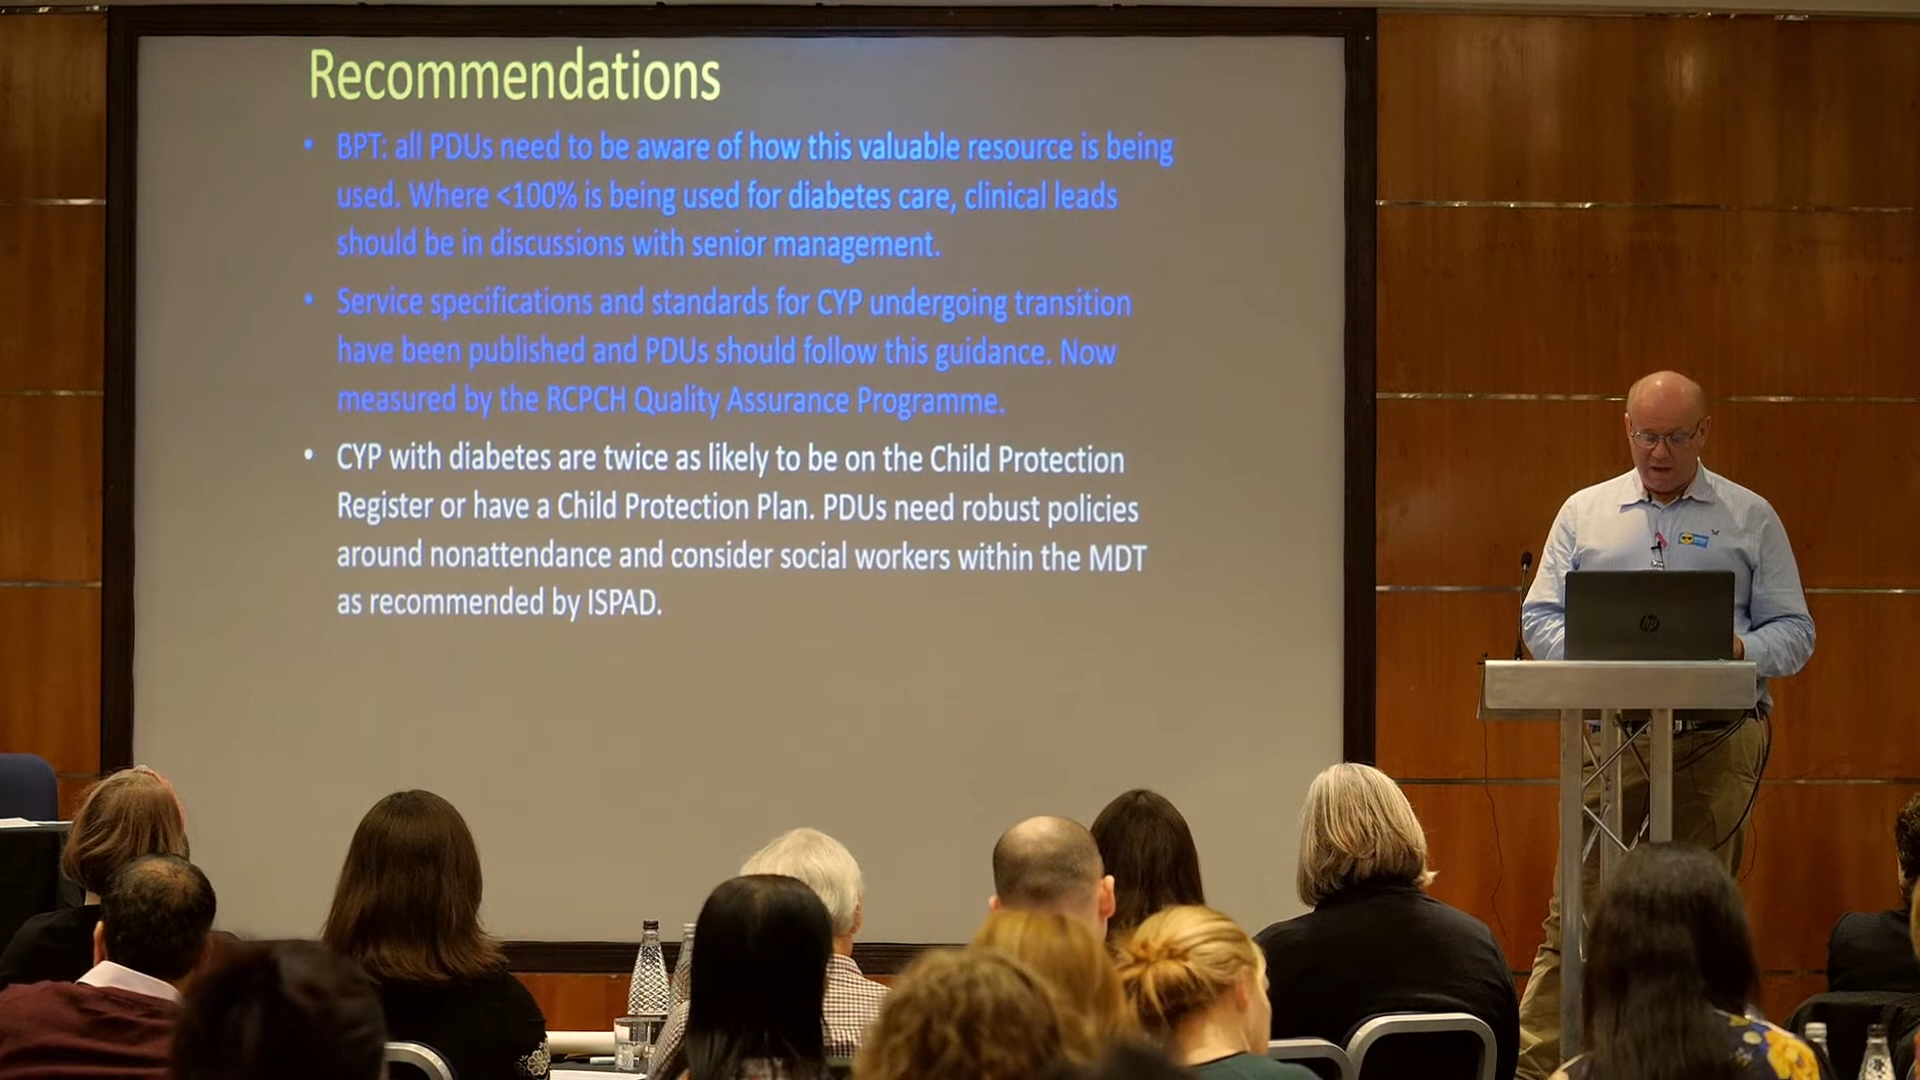 Recommendations
• BPT: all PDUs need to be aware of how this valuable resource is being
used. Where <100% is being used for diabetes care, clinical leads
should be in discussions with senior management.
• Service specifications and standards for CYP undergoing transition
have been published and PDUs should follow this guidance. Now
measured by the RCPCH Quality Assurance Programme.
• CYP with diabetes are twice as likely to be on the Child Protection
Register or have a Child Protection Plan. PDUs need robust policies
around nonattendance and consider social workers within the MDT
as recommended by ISPAD.
hp